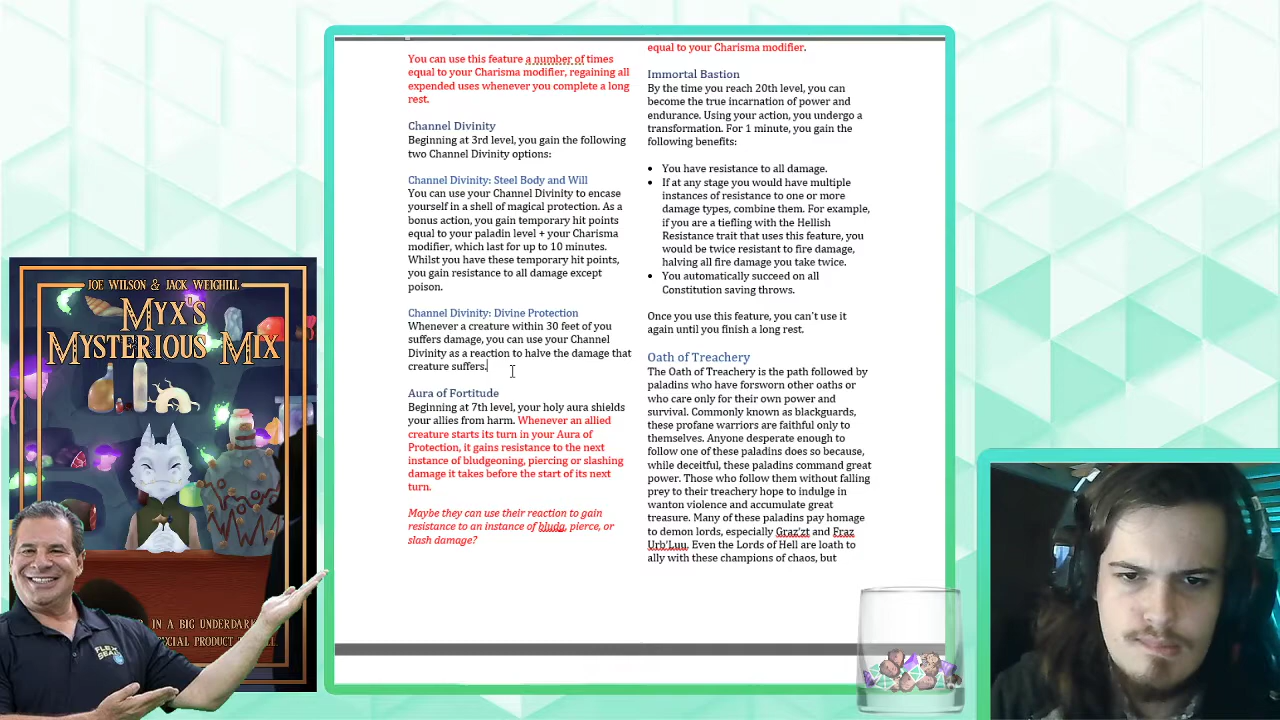 JOE WILSON & JACK WEIGHILL
MYX'S
MYSTERIOUS MIX
IN A BIG UNDERDARK
You can use this feature a number of times
equal to your Charisma modifier, regaining all
expended uses whenever you complete a long
rest.
Channel Divinity
Beginning at 3rd level, you gain the following
two Channel Divinity options:
Channel Divinity: Steel Body and Will
You can use your Channel Divinity to encase
yourself in a shell of magical protection. As a
bonus action, you gain temporary hit points
equal to your paladin level + your Charisma
modifier, which last for up to 10 minutes.
Whilst you have these temporary hit points,
you gain resistance to all damage except
poison.
Channel Divinity: Divine Protection
Whenever a creature within 30 feet of you
suffers damage, you can use your Channel
Divinity as a reaction to halve the damage that
creature suffers.
Aura of Fortitude
Beginning at 7th level, your holy aura shields
your allies from harm. Whenever an allied
creature starts its turn in your Aura of
Protection, it gains resistance to the next
instance of bludgeoning, piercing or slashing
damage it takes before the start of its next
turn.
Maybe they can use their reaction to gain
resistance to an instance of bludg, pierce, or
slash damage?
equal to your Charisma modifier.
Immortal Bastion
By the time you reach 20th level, you can
become the true incarnation of power and
endurance. Using your action, you undergo a
transformation. For 1 minute, you gain the
following benefits:
• You have resistance to all damage.
• If at any stage you would have multiple
instances of resistance to one or more
damage types, combine them. For example,
if you are a tiefling with the Hellish
Resistance trait that uses this feature, you
would be twice resistant to fire damage,
halving all fire damage you take twice.
• You automatically succeed on all
Constitution saving throws.
Once you use this feature, you can't use it
again until you finish a long rest.
Oath of Treachery
The Oath of Treachery is the path followed by
paladins who have forsworn other oaths or
who care only for their own power and
survival. Commonly known as blackguards,
these profane warriors are faithful only to
themselves. Anyone desperate enough to
follow one of these paladins does so because,
while deceitful, these paladins command great
power. Those who follow them without falling
prey to their treachery hope to indulge in
wanton violence and accumulate great
treasure. Many of these paladins pay homage
to demon lords, especially Graz'zt and Fraz
Urb'Luu. Even the Lords of Hell are loath to
ally with these champions of chaos, but